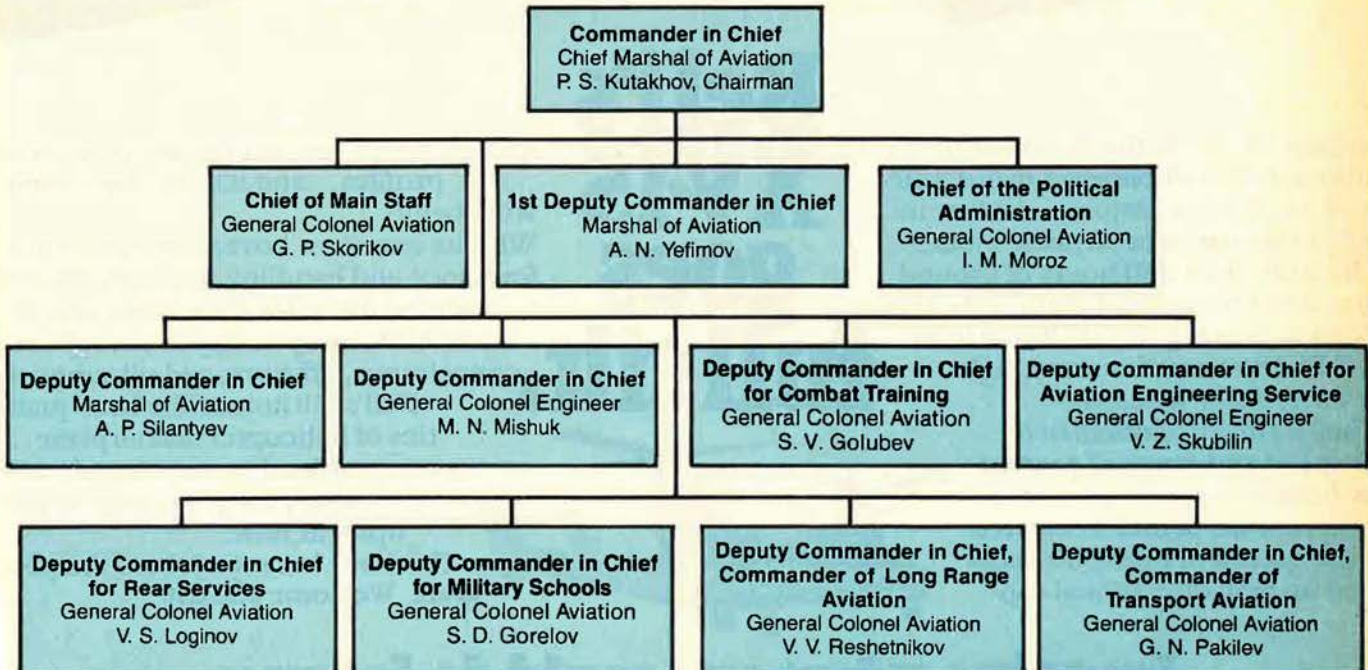 Commander in Chief
Chief Marshal of Aviation
P. S. Kutakhov, Chairman
Chief of Main Staff
General Colonel Aviation
G. P. Skorikov
1st Deputy Commander in Chief
Marshal of Aviation
A. N. Yefimov
Chief of the Political
Administration
General Colonel Aviation
I. M. Moroz
Deputy Commander in Chief
Marshal of Aviation
A. P. Silantyev
Deputy Commander in Chief
General Colonel Engineer
M. N. Mishuk
Deputy Commander in Chief
for Combat Training
General Colonel Aviation
S. V. Golubev
Deputy Commander in Chief for
Aviation Engineering Service
General Colonel Engineer
V. Z. Skubilin
Deputy Commander in Chief
for Rear Services
General Colonel Aviation
V. S. Loginov
Deputy Commander in Chief
for Military Schools
General Colonel Aviation
S. D. Gorelov
Deputy Commander in Chief,
Commander of Long Range
Aviation
General Colonel Aviation
V. V. Reshetnikov
Deputy Commander in Chief,
Commander of
Transport Aviation
General Colonel Aviation
G. N. Pakilev